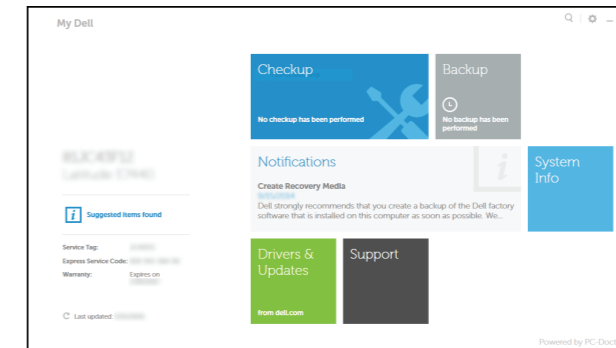 My Dell
Checkup
No checkup has been performed
Backup
No backup has been
performed
Notifications
Create Recovery Media
Dell strongly recommends that you create a backup of the Dell factory
software that is installed on this computer as soon as possible. We...
System
Info
Suggested items found
Service Tag:
Express Service Code:
Warranty: Expires on
Last updated:
Drivers &
Updates
from dell.com
Support
Powered by